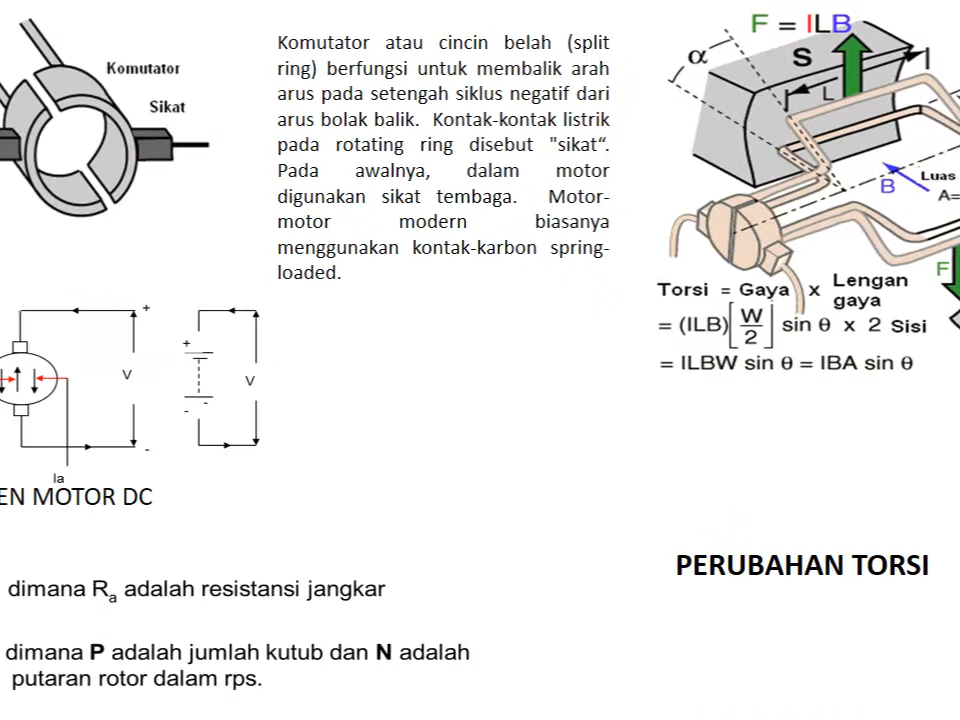 Komutator
Sikat
Komutator atau cincin belah (split
ring) berfungsi untuk membalik arah
arus pada setengah siklus negatif dari
arus bolak balik. Kontak-kontak listrik
pada rotating ring disebut "sikat“.
Pada awalnya, dalam motor
digunakan sikat tembaga. Motor-
motor modern biasanya
menggunakan kontak-karbon spring-
loaded.
F = ILB
α
S
L
B
Luas
A=
F
Torsi = Gaya x Lengan
gaya
= (ILB)[W/2] sin θ x 2 Sisi
= ILBW sin θ = IBA sin θ
+
V
-
Ia
+
V
-
-
EN MOTOR DC
PERUBAHAN TORSI
dimana Ra adalah resistansi jangkar
dimana P adalah jumlah kutub dan N adalah
putaran rotor dalam rps.